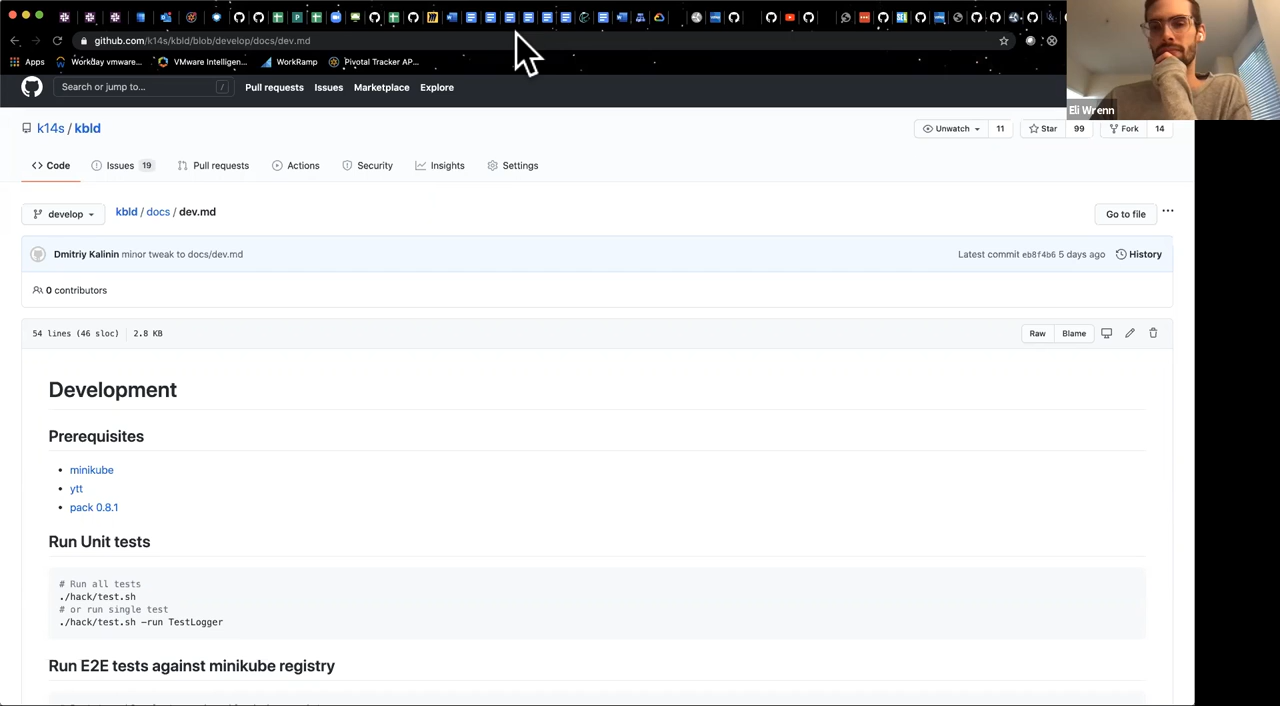 github.com/k14s/kbld/blob/develop/docs/dev.md
Apps Workday vmware... VMware Intelligen... WorkRamp Pivotal Tracker AP...
Search or jump to... / Pull requests Issues Marketplace Explore
Eli Wrenn
k14s / kbld Unwatch 11 Star 99 Fork 14
Code Issues 19 Pull requests Actions Security Insights Settings
develop kbld / docs / dev.md Go to file ...
Dmitriy Kalinin minor tweak to docs/dev.md Latest commit eb8f4b6 5 days ago History
0 contributors
54 lines (46 sloc) 2.8 KB Raw Blame
Development
Prerequisites
• minikube
• ytt
• pack 0.8.1
Run Unit tests
# Run all tests
./hack/test.sh
# or run single test
./hack/test.sh -run TestLogger
Run E2E tests against minikube registry